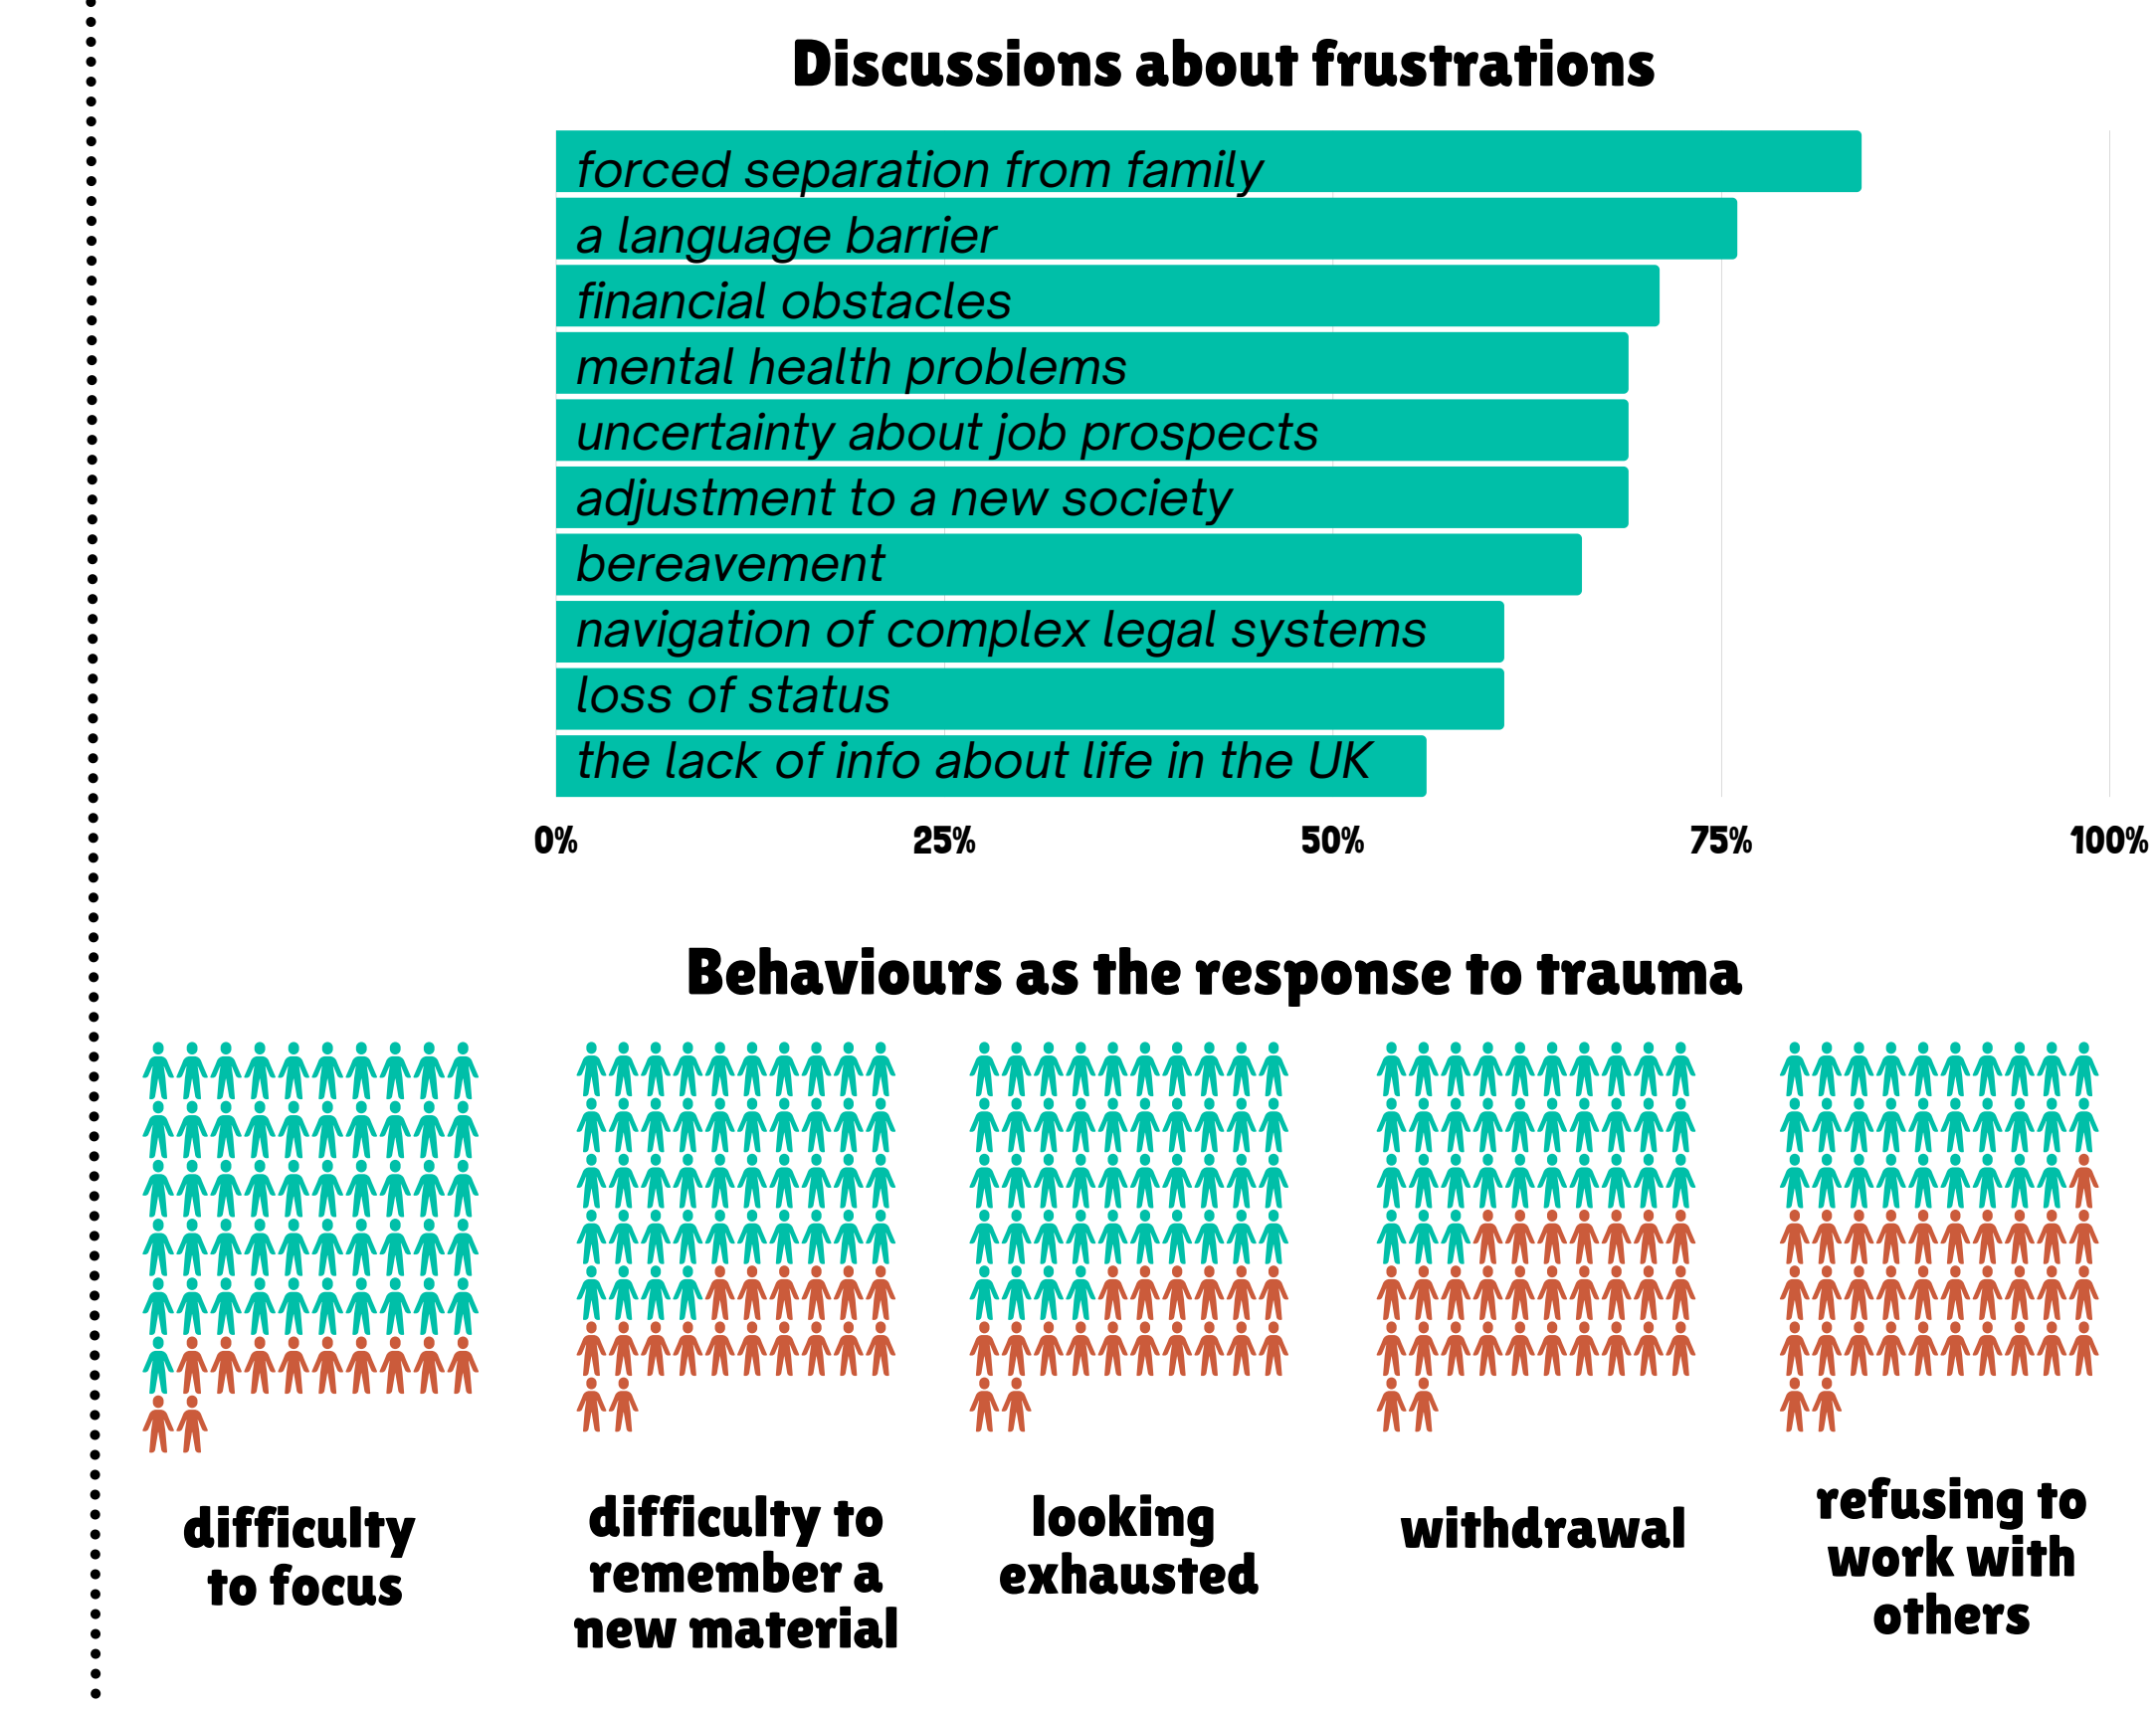 Discussions about frustrations
forced separation from family
a language barrier
financial obstacles
mental health problems
uncertainty about job prospects
adjustment to a new society
bereavement
navigation of complex legal systems
loss of status
the lack of info about life in the UK
0% 25% 50% 75% 100%
Behaviours as the response to trauma
difficulty
to focus
difficulty to
remember a
new material
looking
exhausted
withdrawal
refusing to
work with
others